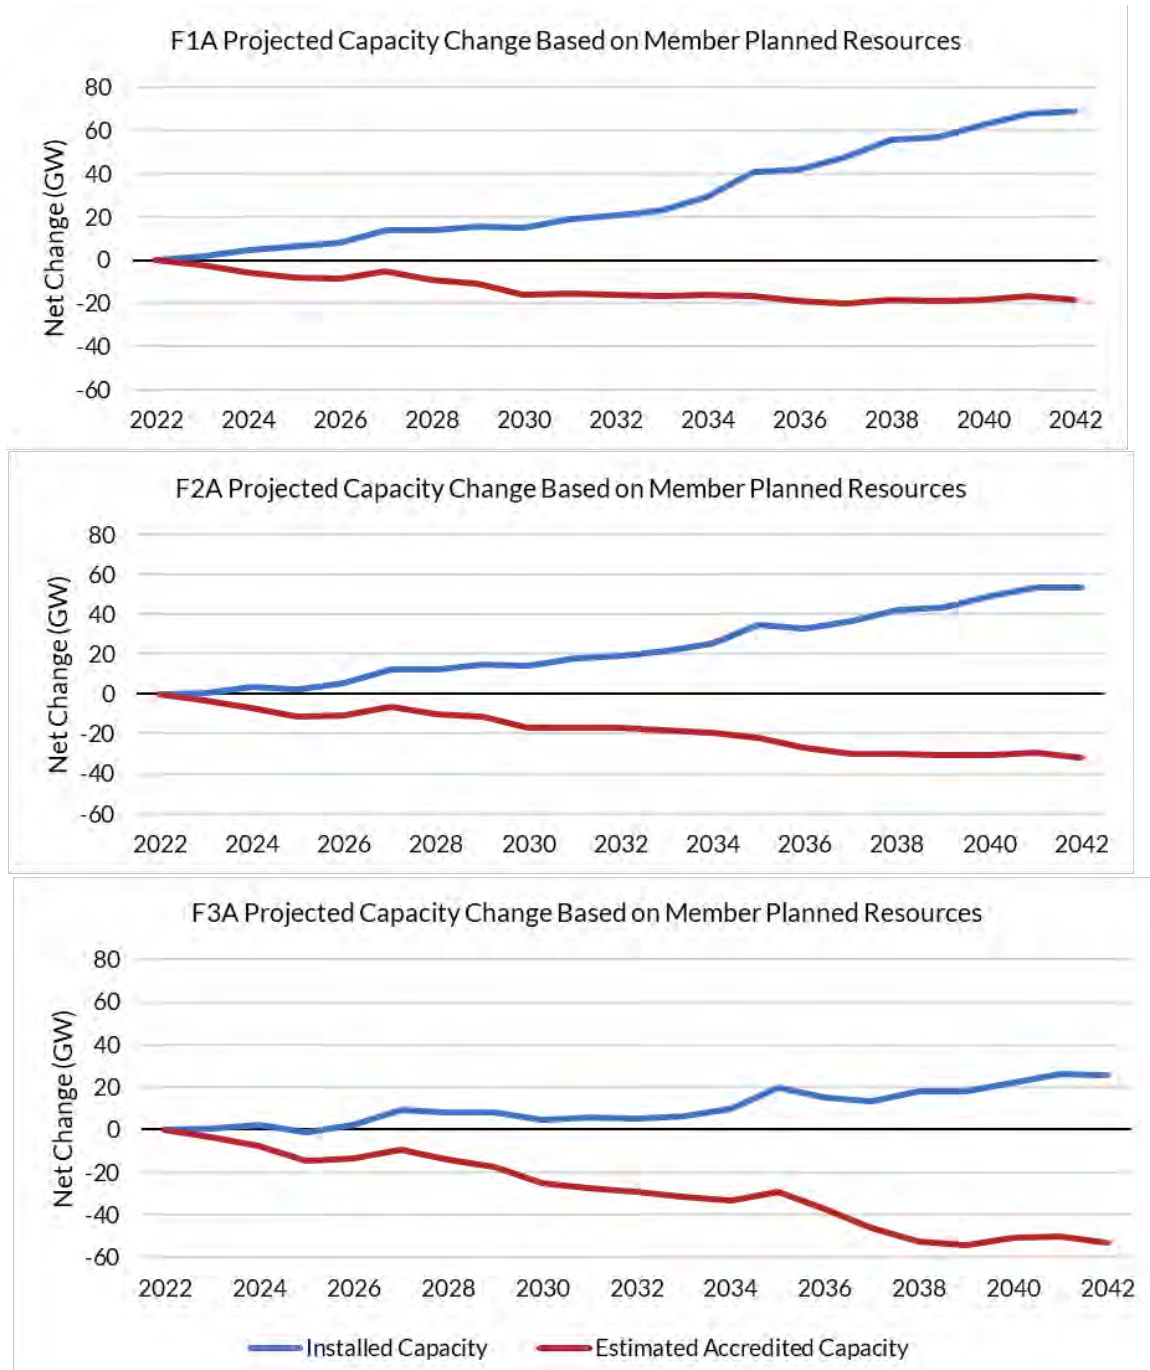 F1A Projected Capacity Change Based on Member Planned Resources
80
60
40
20
0
-20
-40
-60
Net Change (GW)
2022 2024 2026 2028 2030 2032 2034 2036 2038 2040 2042
F2A Projected Capacity Change Based on Member Planned Resources
80
60
40
20
0
-20
-40
-60
Net Change (GW)
2022 2024 2026 2028 2030 2032 2034 2036 2038 2040 2042
F3A Projected Capacity Change Based on Member Planned Resources
80
60
40
20
0
-20
-40
-60
Net Change (GW)
2022 2024 2026 2028 2030 2032 2034 2036 2038 2040 2042
Installed Capacity Estimated Accredited Capacity